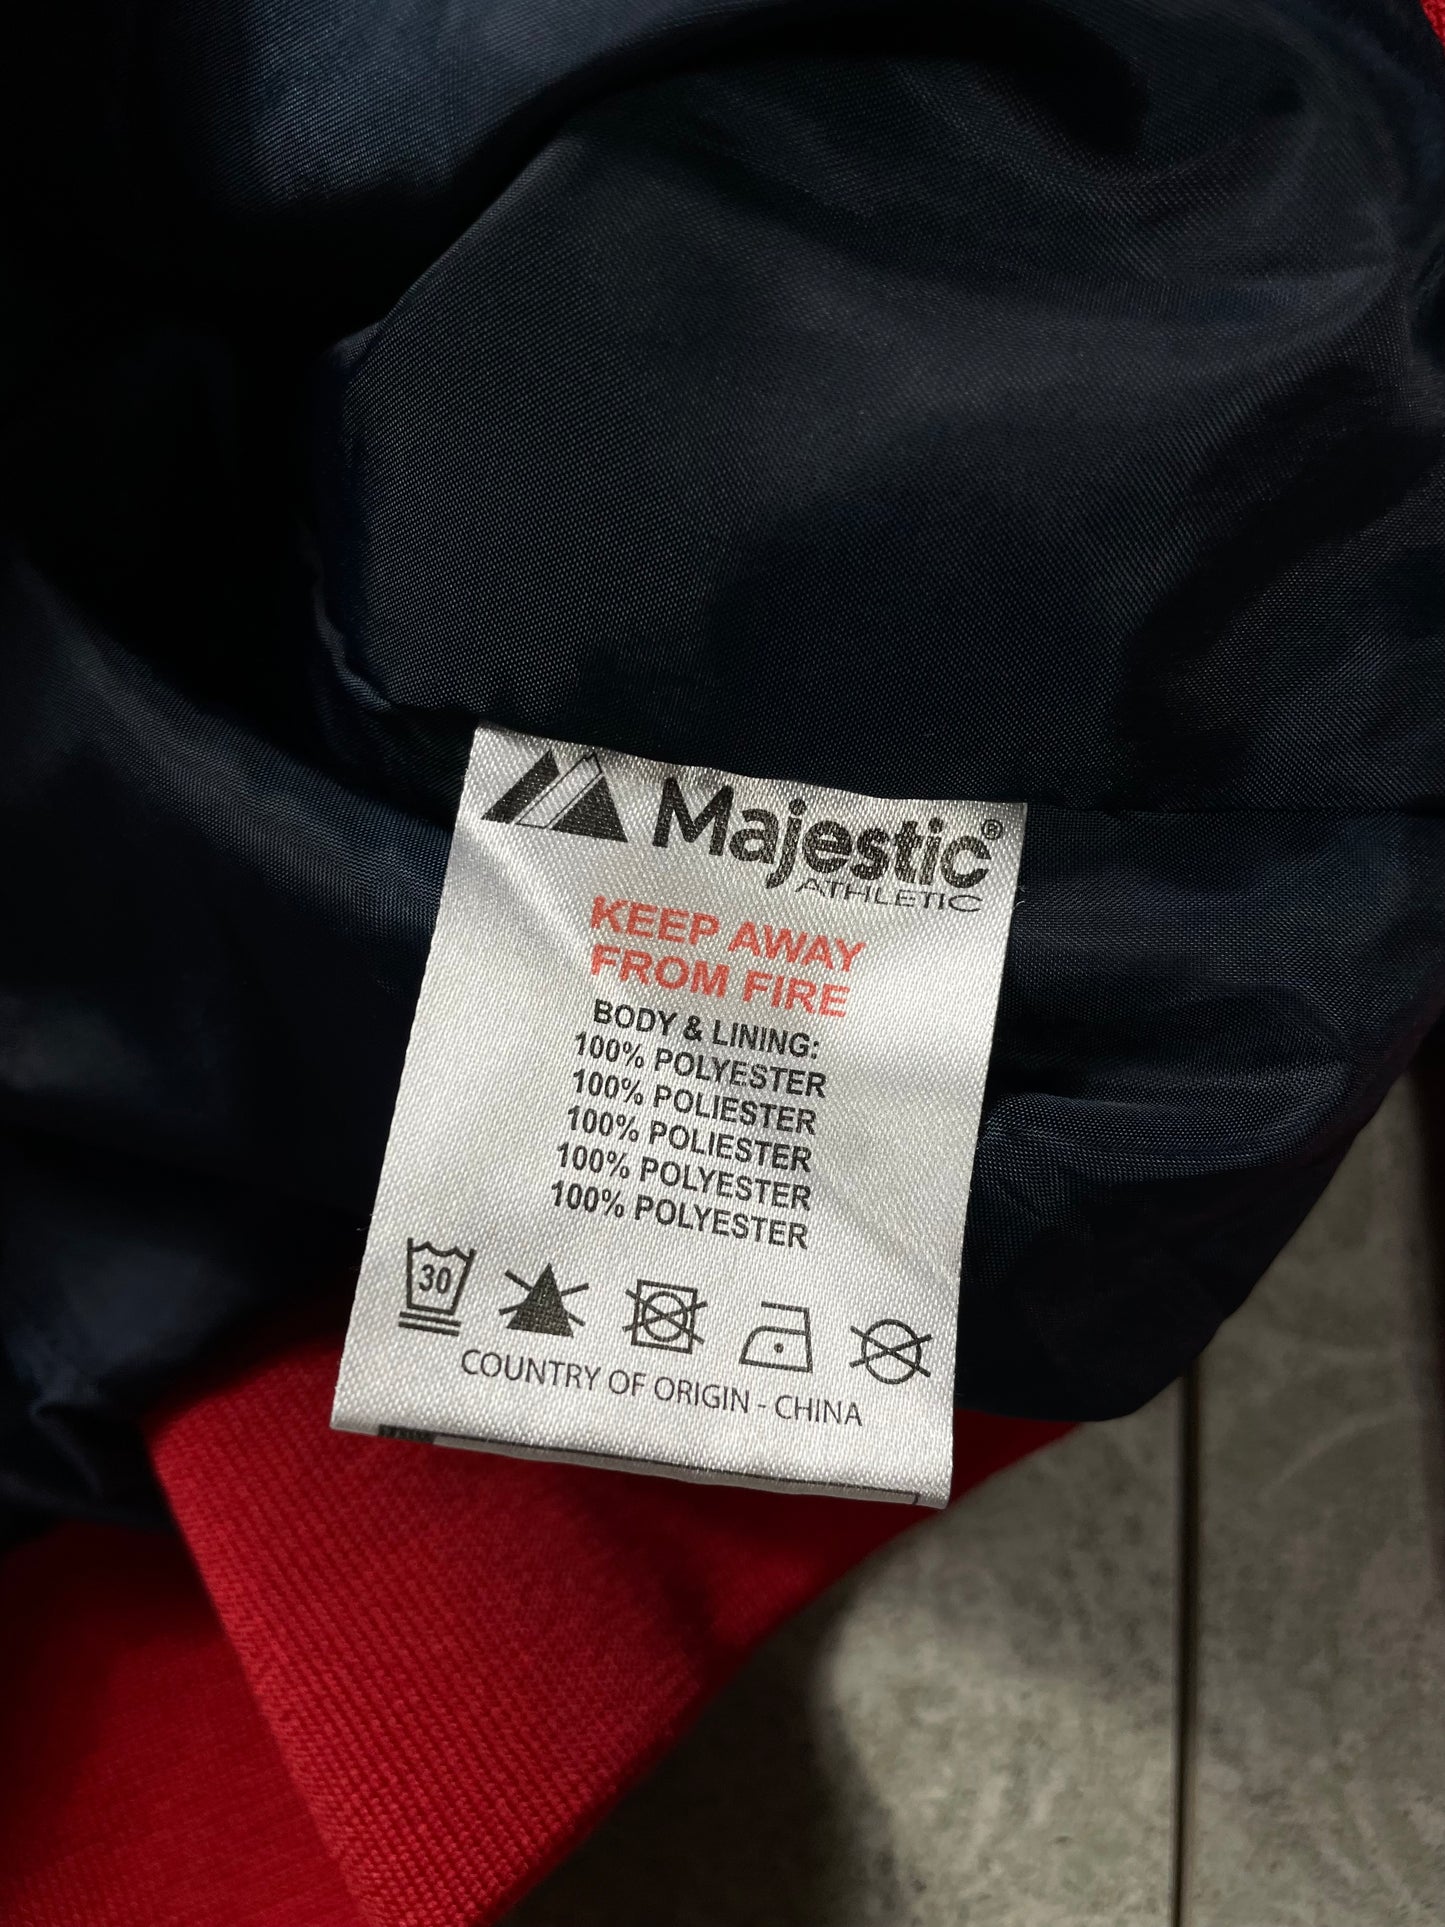 Majestic®
ATHLETIC
KEEP AWAY
FROM FIRE
BODY & LINING:
100% POLYESTER
100% POLIESTER
100% POLIESTER
100% POLYESTER
100% POLYESTER
30
COUNTRY OF ORIGIN - CHINA